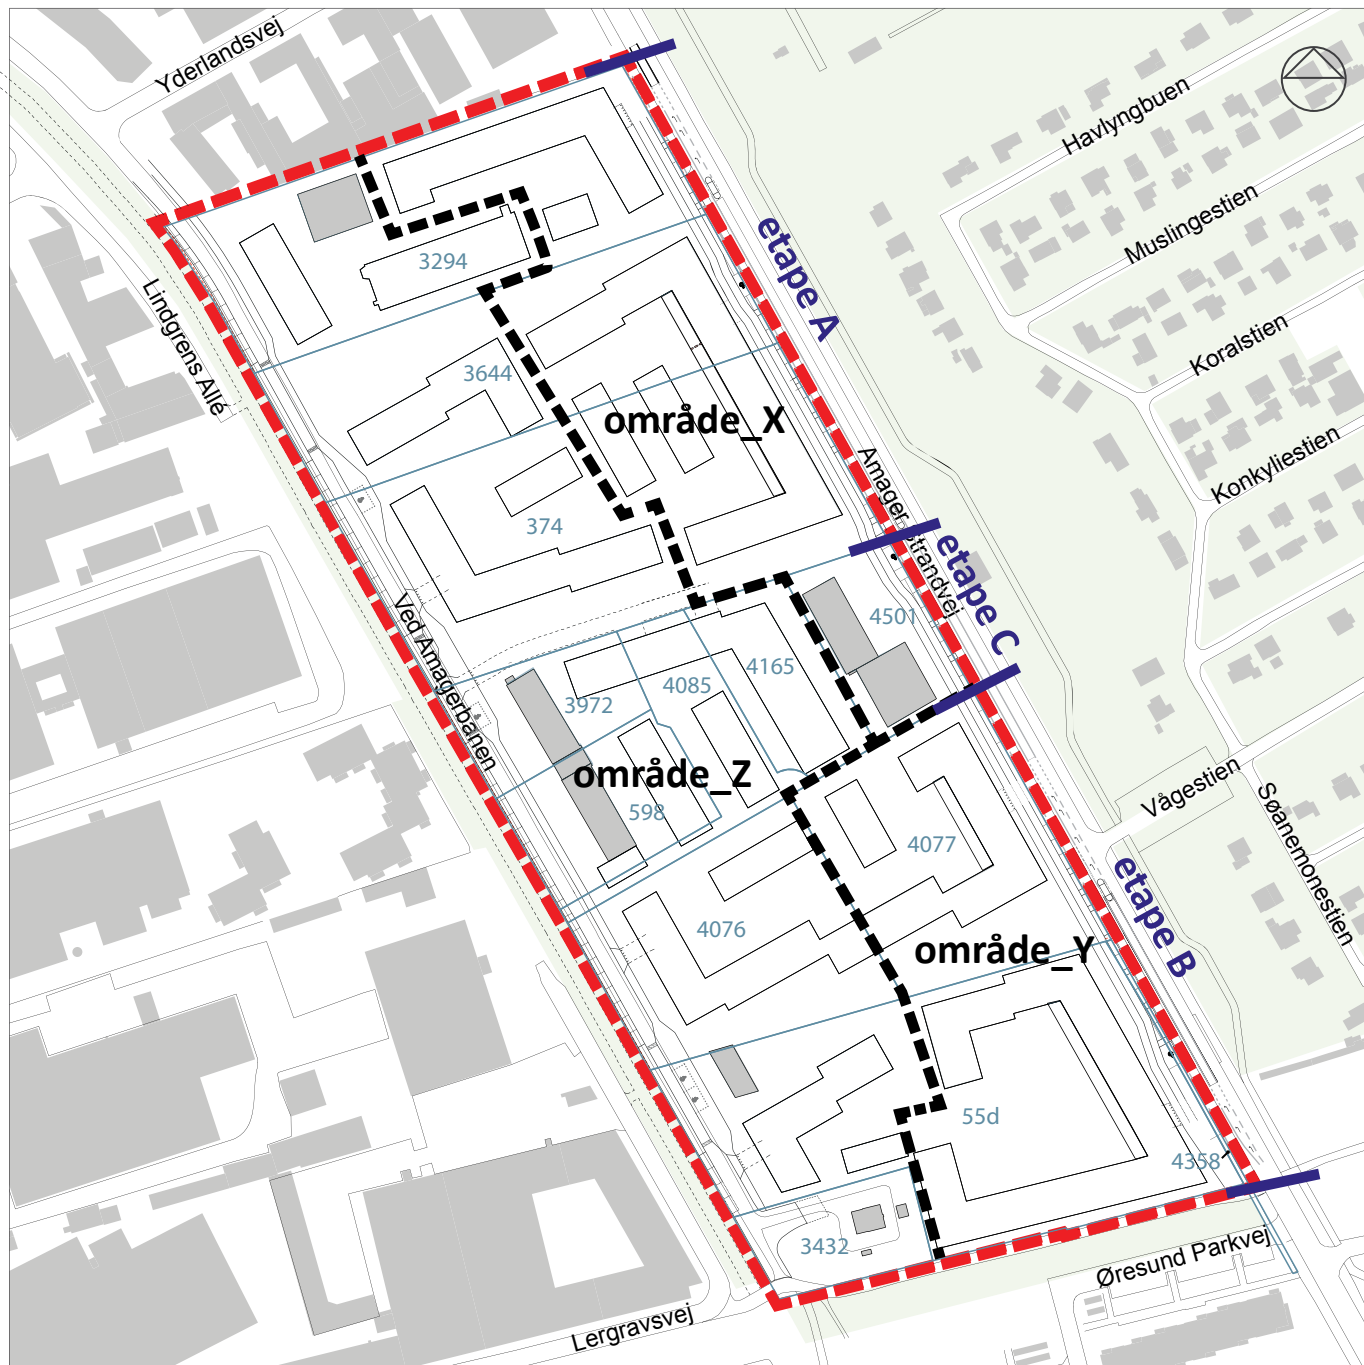 Yderlandsvej
Havlyngbuen
Muslingestien
etape A
3294
Lindgrens Allé
Koralstien
3644
område_X
Konkyliestien
Amager Strandvej
374
etape C
4501
Ved Amagerbanen
4165
4085
3972
område_Z
Vågestien
598
Søanemonestien
4077
etape B
4076
område_Y
55d
4358
3432
Øresund Parkvej
Lergravsvej